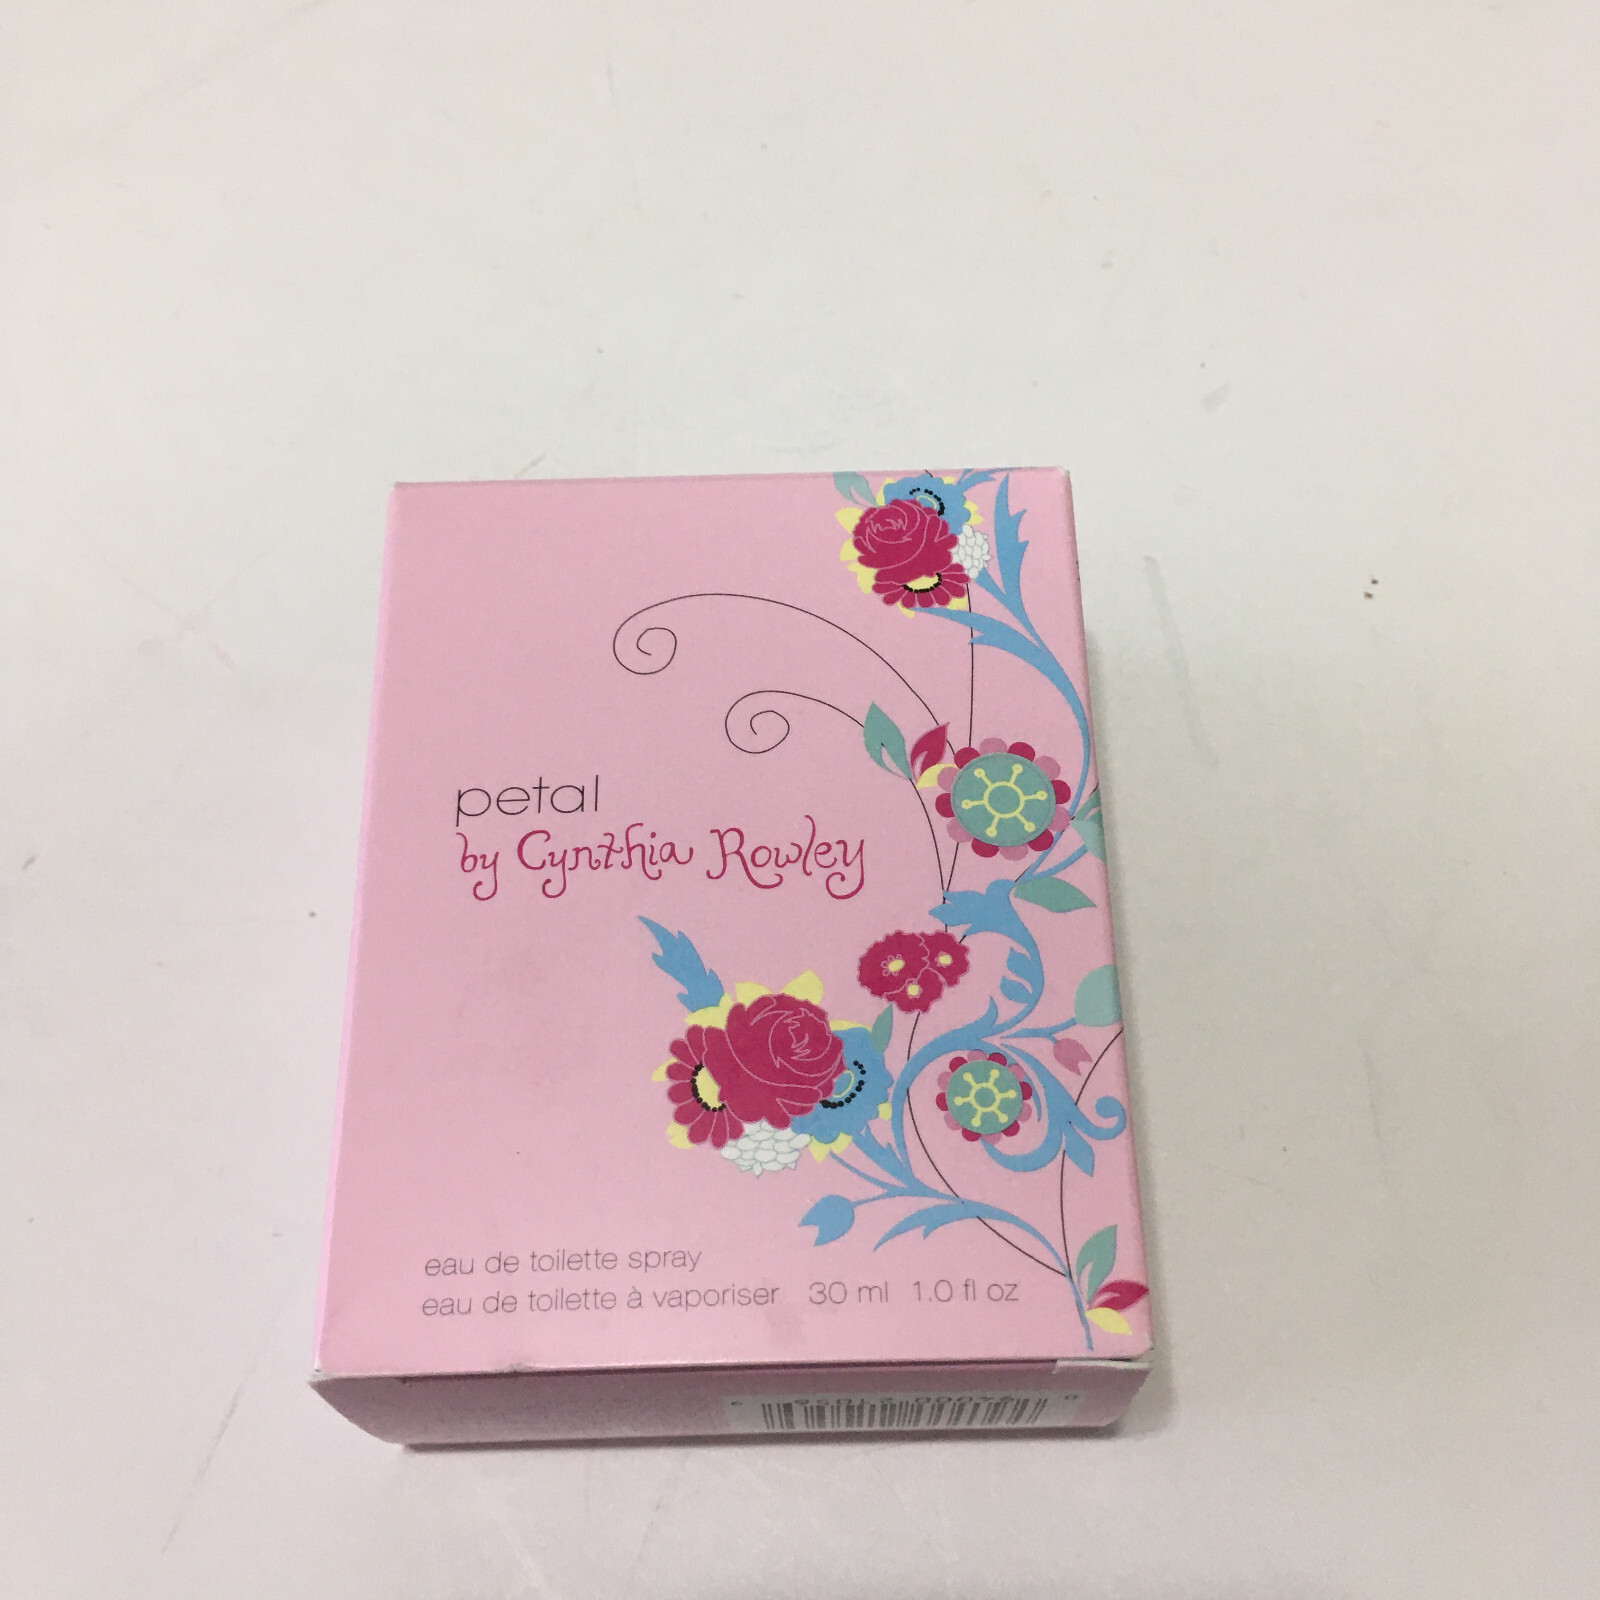 petal
by Cynthia Rowley
eau de toilette spray
eau de toilette à vaporiser 30 ml 1.0 fl oz